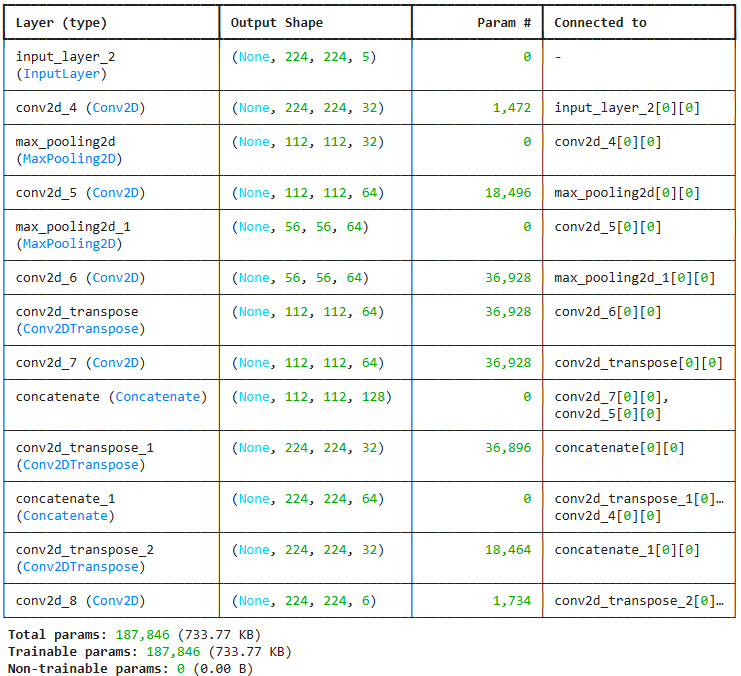 Layer (type) Output Shape Param # Connected to
input_layer_2 (None, 224, 224, 5) 0 -
(InputLayer)
conv2d_4 (Conv2D) (None, 224, 224, 32) 1,472 input_layer_2[0][0]
max_pooling2d (None, 112, 112, 32) 0 conv2d_4[0][0]
(MaxPooling2D)
conv2d_5 (Conv2D) (None, 112, 112, 64) 18,496 max_pooling2d[0][0]
max_pooling2d_1 (None, 56, 56, 64) 0 conv2d_5[0][0]
(MaxPooling2D)
conv2d_6 (Conv2D) (None, 56, 56, 64) 36,928 max_pooling2d_1[0][0]
conv2d_transpose (None, 112, 112, 64) 36,928 conv2d_6[0][0]
(Conv2DTranspose)
conv2d_7 (Conv2D) (None, 112, 112, 64) 36,928 conv2d_transpose[0][0]
concatenate (Concatenate) (None, 112, 112, 128) 0 conv2d_7[0][0],
conv2d_5[0][0]
conv2d_transpose_1 (None, 224, 224, 32) 36,896 concatenate[0][0]
(Conv2DTranspose)
concatenate_1 (None, 224, 224, 64) 0 conv2d_transpose_1[0]…
(Concatenate) conv2d_4[0][0]
conv2d_transpose_2 (None, 224, 224, 32) 18,464 concatenate_1[0][0]
(Conv2DTranspose)
conv2d_8 (Conv2D) (None, 224, 224, 6) 1,734 conv2d_transpose_2[0]…
Total params: 187,846 (733.77 KB)
Trainable params: 187,846 (733.77 KB)
Non-trainable params: 0 (0.00 B)